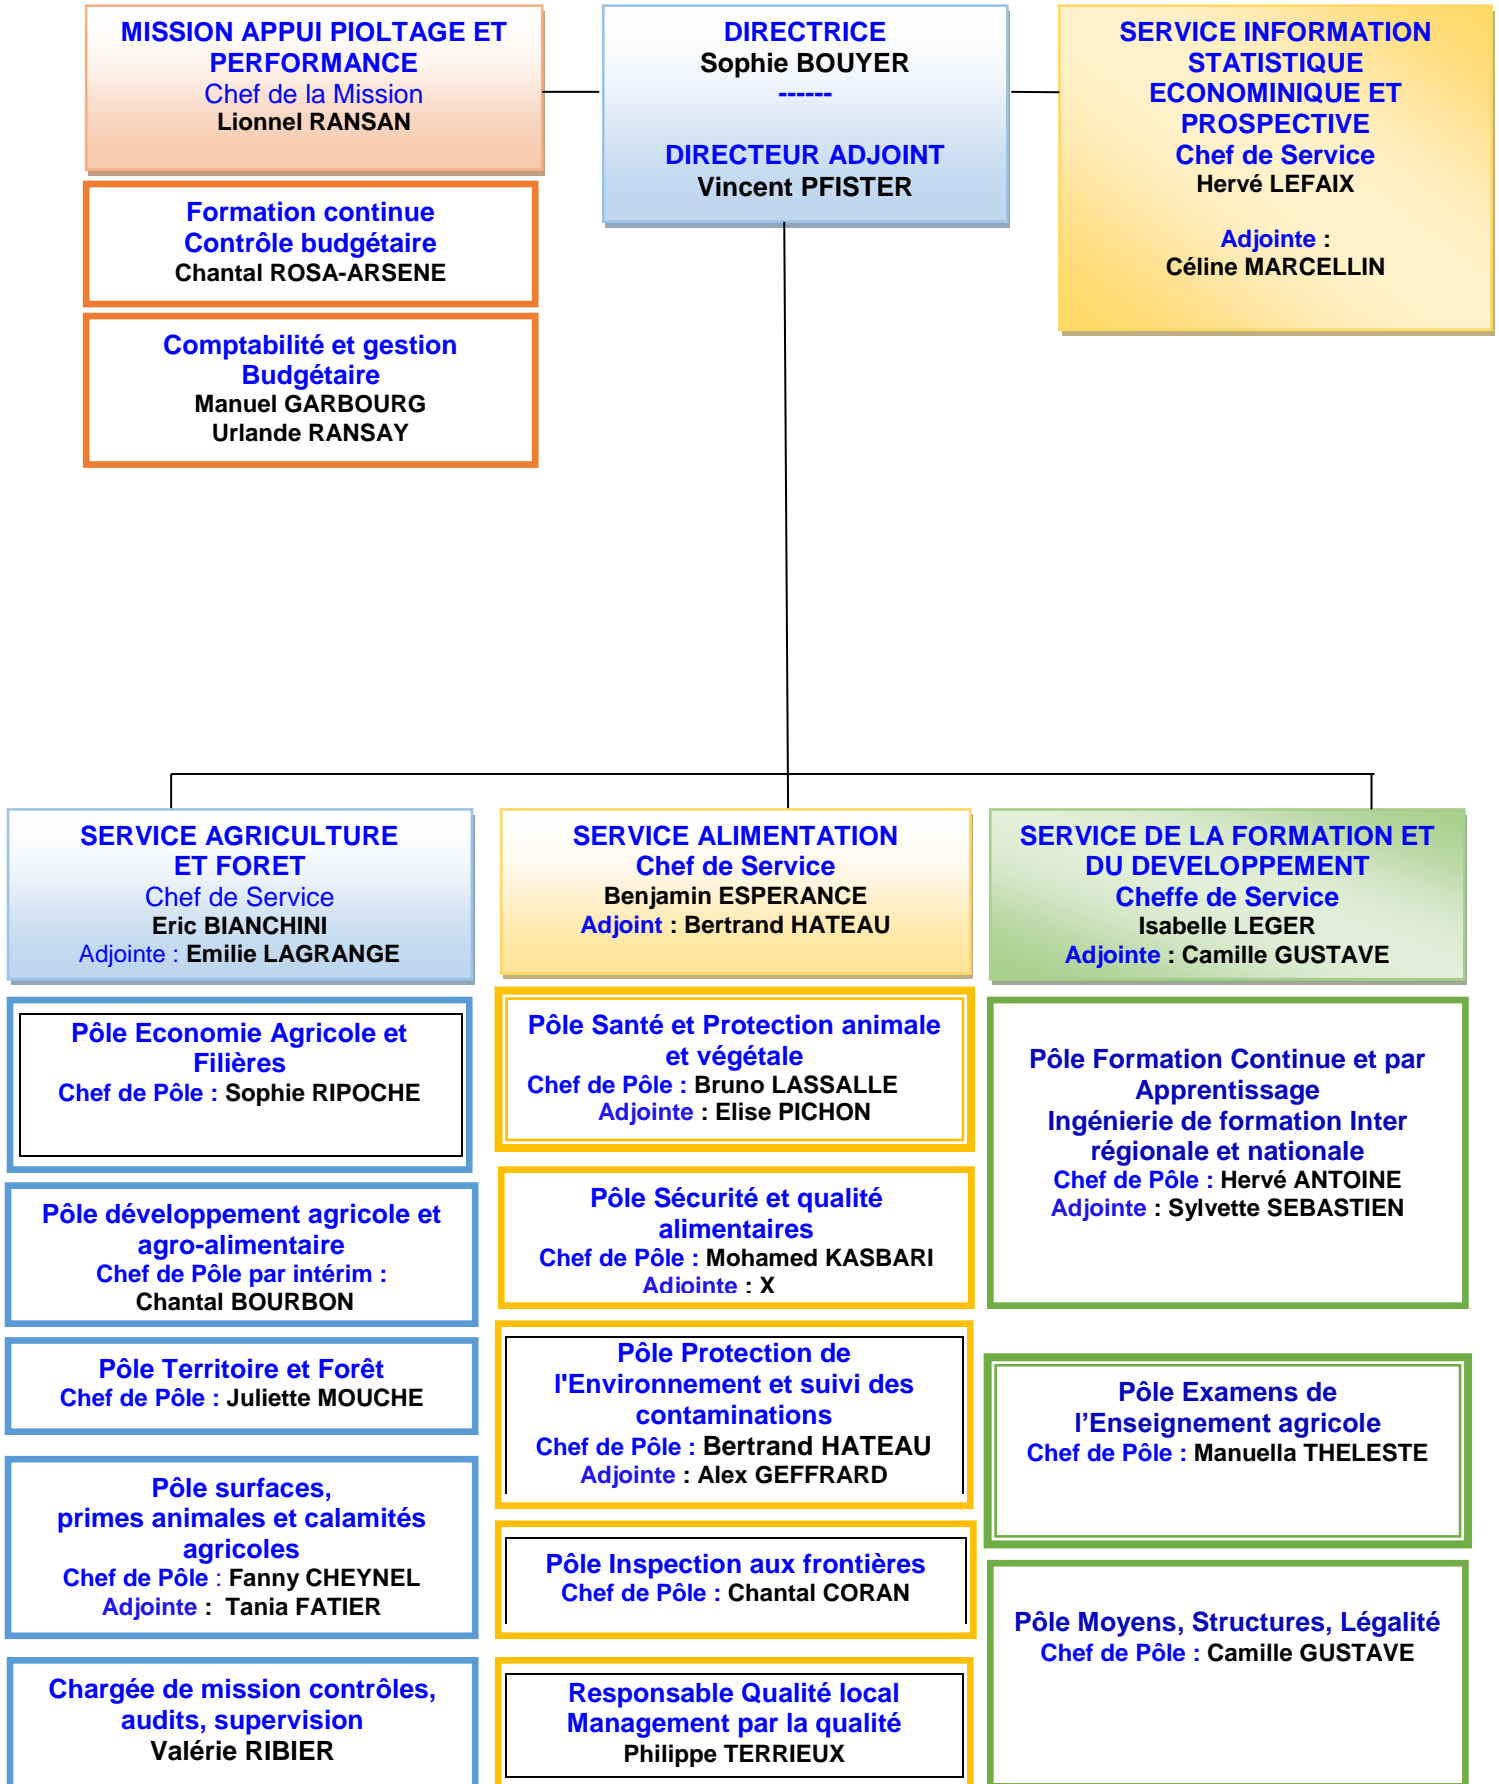 MISSION APPUI PIOLTAGE ET
PERFORMANCE
Chef de la Mission
Lionnel RANSAN
Formation continue
Contrôle budgétaire
Chantal ROSA-ARSENE
Comptabilité et gestion
Budgétaire
Manuel GARBOURG
Urlande RANSAY
DIRECTRICE
Sophie BOUYER
------
DIRECTEUR ADJOINT
Vincent PFISTER
SERVICE INFORMATION
STATISTIQUE
ECONOMINIQUE ET
PROSPECTIVE
Chef de Service
Hervé LEFAIX
Adjointe :
Céline MARCELLIN
SERVICE AGRICULTURE
ET FORET
Chef de Service
Eric BIANCHINI
Adjointe : Emilie LAGRANGE
Pôle Economie Agricole et
Filières
Chef de Pôle : Sophie RIPOCHE
Pôle développement agricole et
agro-alimentaire
Chef de Pôle par intérim :
Chantal BOURBON
Pôle Territoire et Forêt
Chef de Pôle : Juliette MOUCHE
Pôle surfaces,
primes animales et calamités
agricoles
Chef de Pôle : Fanny CHEYNEL
Adjointe : Tania FATIER
Chargée de mission contrôles,
audits, supervision
Valérie RIBIER
SERVICE ALIMENTATION
Chef de Service
Benjamin ESPERANCE
Adjoint : Bertrand HATEAU
Pôle Santé et Protection animale
et végétale
Chef de Pôle : Bruno LASSALLE
Adjointe : Elise PICHON
Pôle Sécurité et qualité
alimentaires
Chef de Pôle : Mohamed KASBARI
Adjointe : X
Pôle Protection de
l'Environnement et suivi des
contaminations
Chef de Pôle : Bertrand HATEAU
Adjointe : Alex GEFFRARD
Pôle Inspection aux frontières
Chef de Pôle : Chantal CORAN
Responsable Qualité local
Management par la qualité
Philippe TERRIEUX
SERVICE DE LA FORMATION ET
DU DEVELOPPEMENT
Cheffe de Service
Isabelle LEGER
Adjointe : Camille GUSTAVE
Pôle Formation Continue et par
Apprentissage
Ingénierie de formation Inter
régionale et nationale
Chef de Pôle : Hervé ANTOINE
Adjointe : Sylvette SEBASTIEN
Pôle Examens de
l’Enseignement agricole
Chef de Pôle : Manuella THELESTE
Pôle Moyens, Structures, Légalité
Chef de Pôle : Camille GUSTAVE